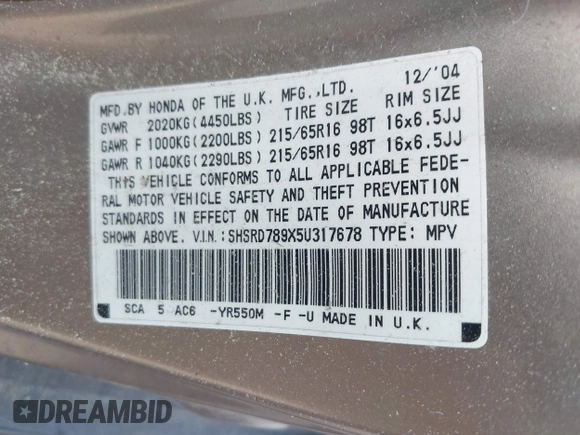 MFD.BY HONDA OF THE U.K. MFG.,LTD. 12/'04
GVWR 2020KG(4450LBS) TIRE SIZE RIM SIZE
GAWR F 1000KG(2200LBS) 215/65R16 98T 16x6.5JJ
GAWR R 1040KG(2290LBS) 215/65R16 98T 16x6.5JJ
THIS VEHICLE CONFORMS TO ALL APPLICABLE FEDE-
RAL MOTOR VEHICLE SAFETY AND THEFT PREVENTION
STANDARDS IN EFFECT ON THE DATE OF MANUFACTURE
SHOWN ABOVE. V.I.N.:SHSRD789X5U317678 TYPE: MPV
SCA 5 AC6 -YR550M -F -U MADE IN U.K.
DREAMBID